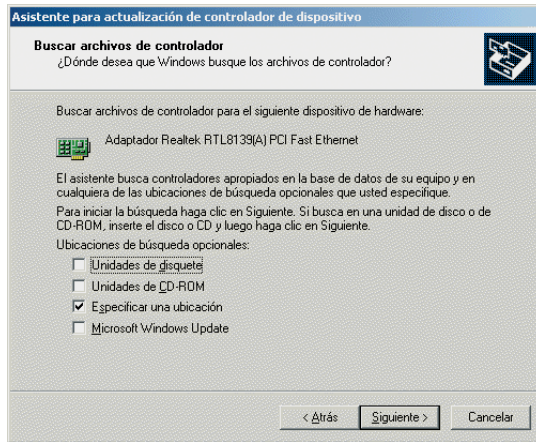 Asistente para actualización de controlador de dispositivo
Buscar archivos de controlador
¿Dónde desea que Windows busque los archivos de controlador?
Buscar archivos de controlador para el siguiente dispositivo de hardware:
Adaptador Realtek RTL8139(A) PCI Fast Ethernet
El asistente busca controladores apropiados en la base de datos de su equipo y en
cualquiera de las ubicaciones de búsqueda opcionales que usted especifique.
Para iniciar la búsqueda haga clic en Siguiente. Si busca en una unidad de disco o de
CD-ROM, inserte el disco o CD y luego haga clic en Siguiente.
Ubicaciones de búsqueda opcionales:
Unidades de disquete
Unidades de CD-ROM
Especificar una ubicación
Microsoft Windows Update
< Atrás Siguiente > Cancelar